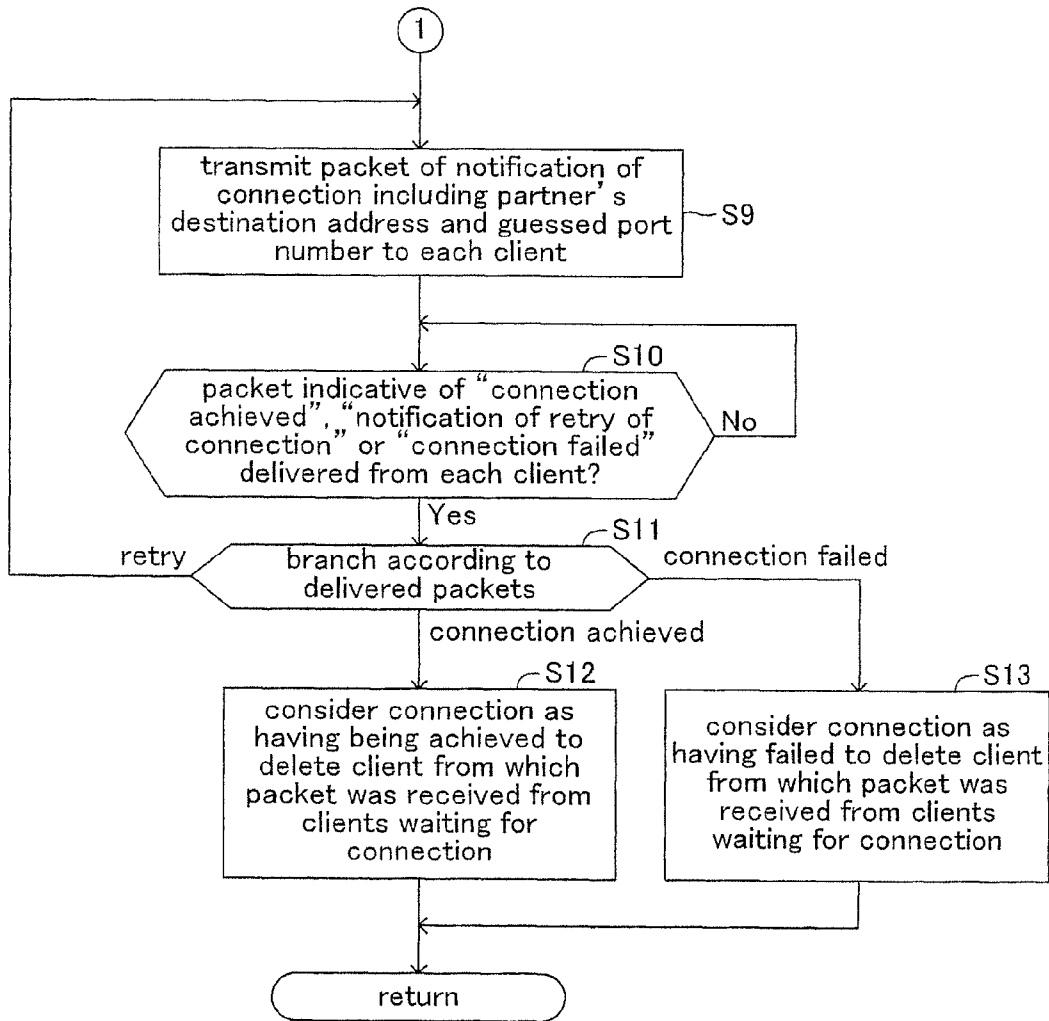 1
transmit packet of notification of
connection including partner's
destination address and guessed port
number to each client
S9
S10
packet indicative of “connection
achieved”, “notification of retry of
connection” or “connection failed”
delivered from each client?
No
Yes
S11
retry
branch according to
delivered packets
connection failed
connection achieved
S12
consider connection as
having being achieved to
delete client from which
packet was received from
clients waiting for
connection
S13
consider connection as
having failed to delete client
from which packet was
received from clients
waiting for connection
return